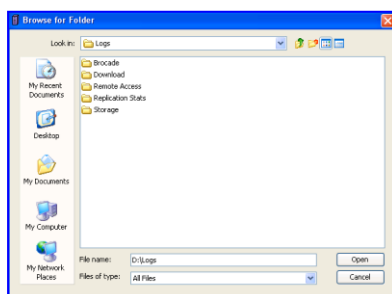 Browse for Folder
Look in: Logs
My Recent
Documents
Desktop
My Documents
My Computer
My Network
Places
Brocade
Download
Remote Access
Replication Stats
Storage
File name: D:\Logs Open
Files of type: All Files Cancel